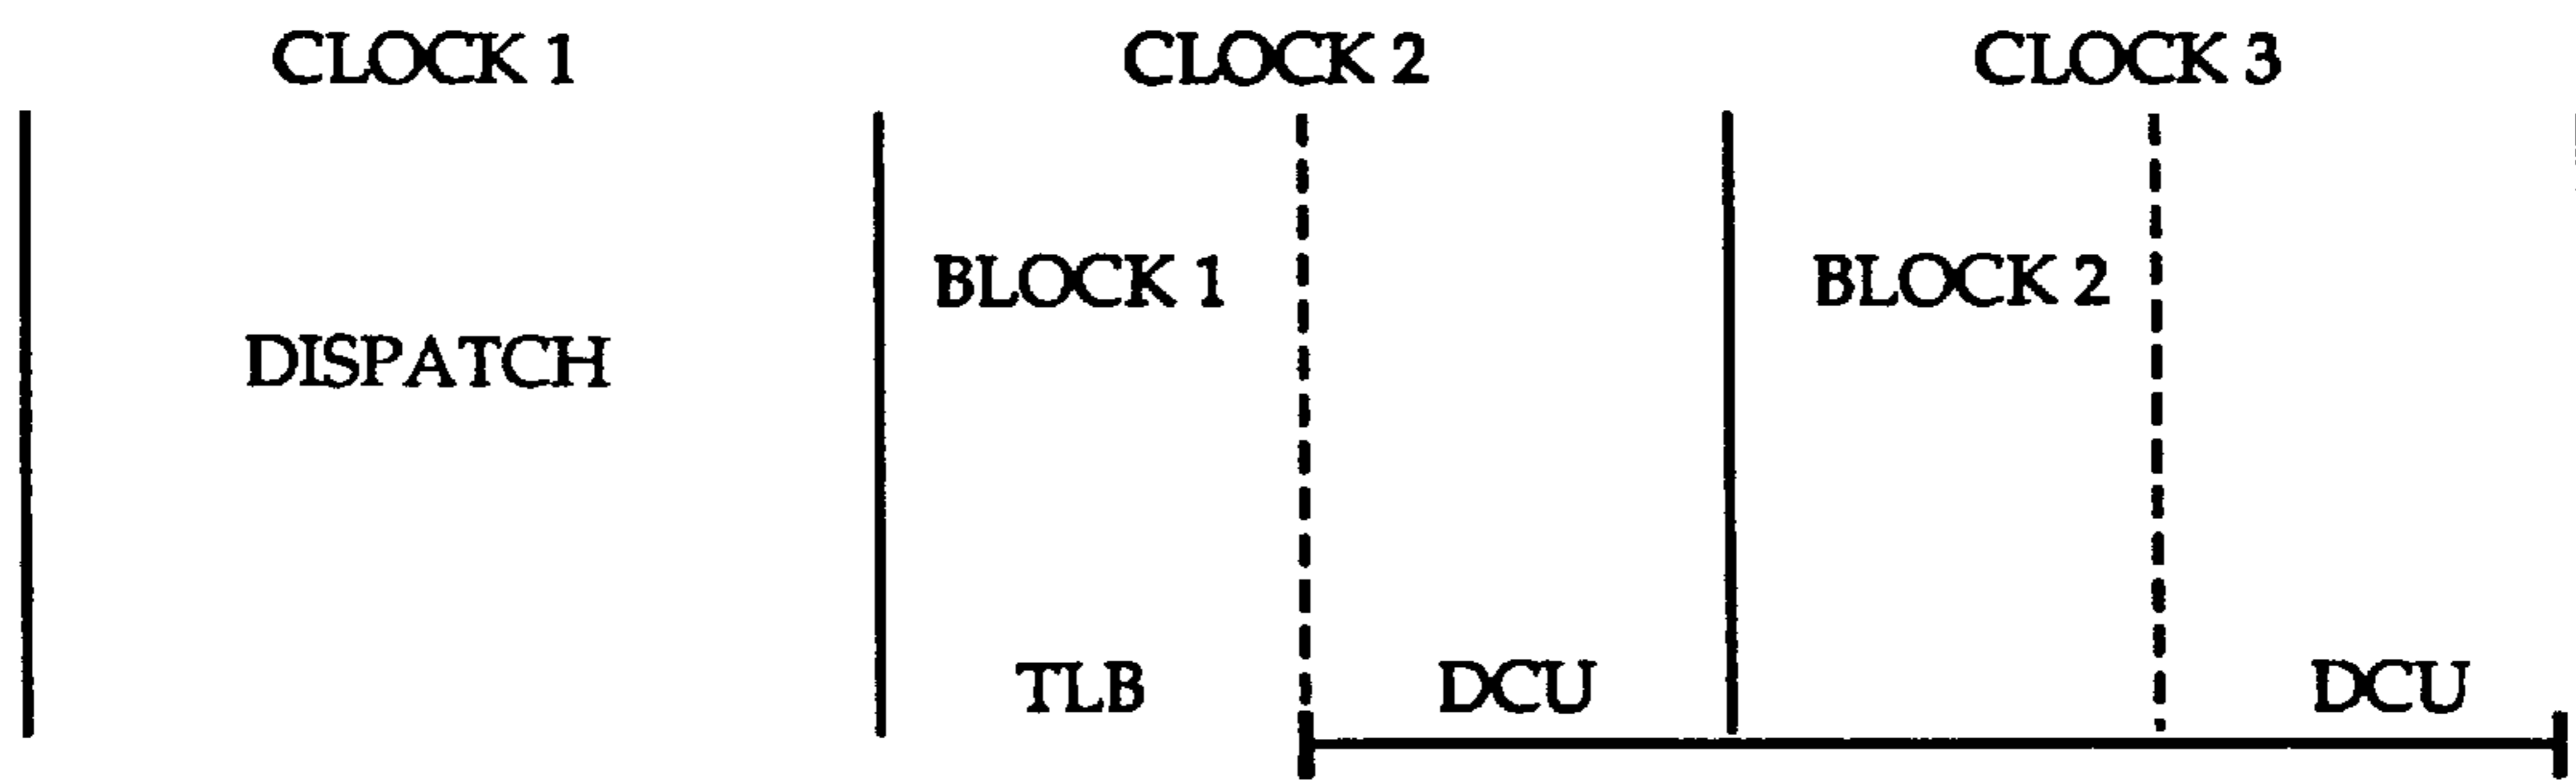 CLOCK 1 CLOCK 2 CLOCK 3
BLOCK 1 BLOCK 2
DISPATCH
TLB DCU DCU